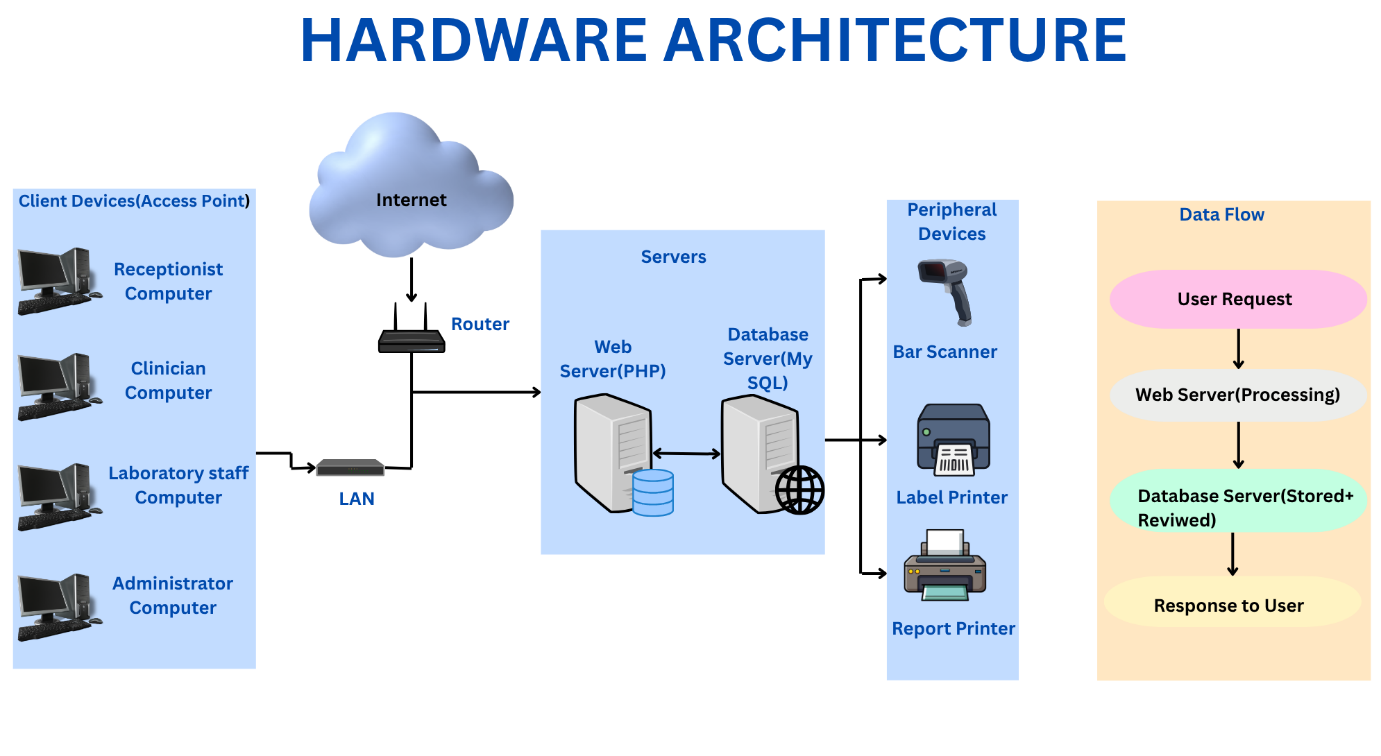 HARDWARE ARCHITECTURE
Client Devices(Access Point)
Receptionist
Computer
Clinician
Computer
Laboratory staff
Computer
Administrator
Computer
Internet
Router
LAN
Servers
Web
Server(PHP)
Database
Server(My
SQL)
Peripheral
Devices
Bar Scanner
Label Printer
Report Printer
Data Flow
User Request
Web Server(Processing)
Database Server(Stored+
Reviwed)
Response to User